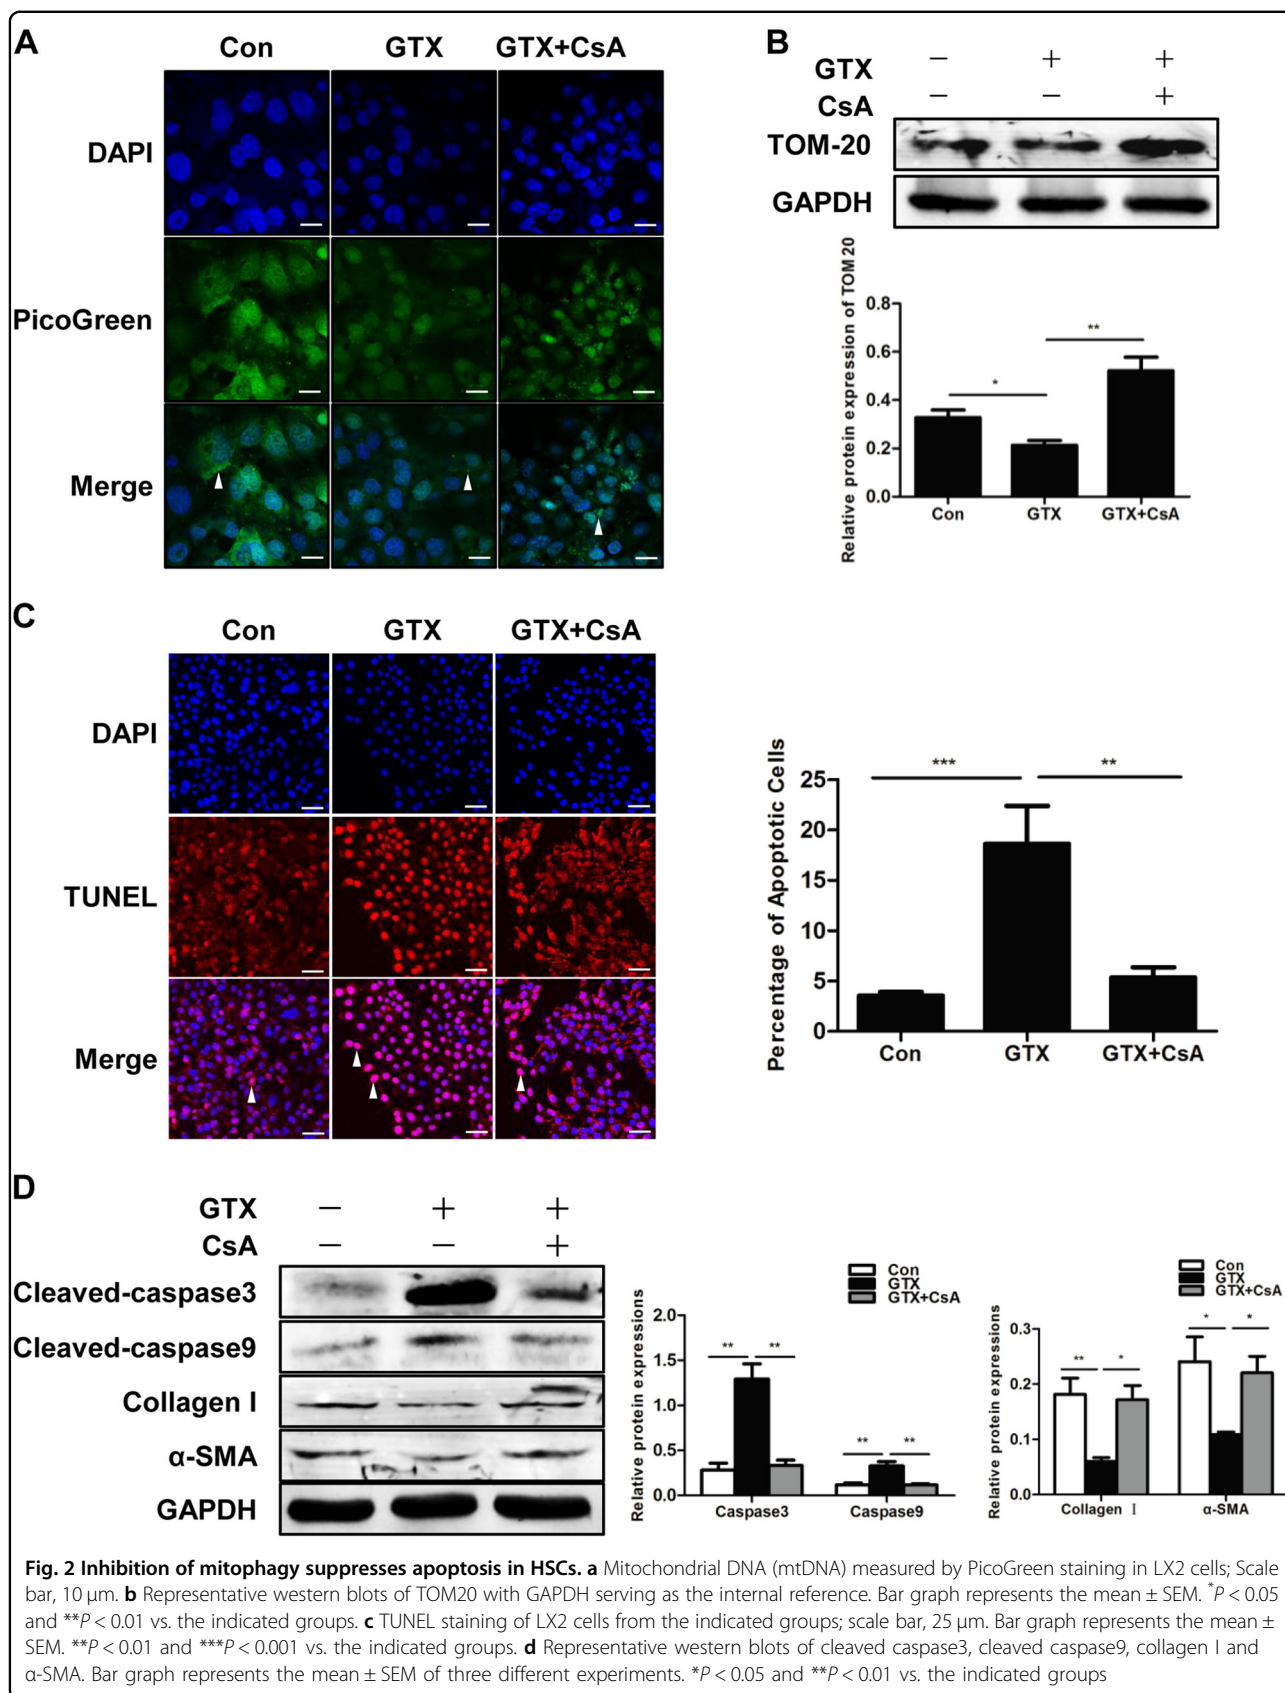 A
Con GTX GTX+CsA
DAPI
PicoGreen
Merge
B
GTX − + +
CsA − − +
TOM-20
GAPDH
Relative protein expression of TOM20
0.8
0.6
0.4
0.2
0.0
*
**
Con GTX GTX+CsA
C
Con GTX GTX+CsA
DAPI
TUNEL
Merge
Percentage of Apoptotic Cells
25
20
15
10
5
0
*** **
Con GTX GTX+CsA
D
GTX − + +
CsA − − +
Cleaved-caspase3
Cleaved-caspase9
Collagen I
α-SMA
GAPDH
Con
GTX
GTX+CsA
Relative protein expressions
2.0
1.5
1.0
0.5
0.0
** **
** **
Caspase3 Caspase9
Con
GTX
GTX+CsA
Relative protein expressions
0.3
0.2
0.1
0.0
** *
* *
Collagen I α-SMA
Fig. 2 Inhibition of mitophagy suppresses apoptosis in HSCs. a Mitochondrial DNA (mtDNA) measured by PicoGreen staining in LX2 cells; Scale
bar, 10 μm. b Representative western blots of TOM20 with GAPDH serving as the internal reference. Bar graph represents the mean ± SEM. *P < 0.05
and **P < 0.01 vs. the indicated groups. c TUNEL staining of LX2 cells from the indicated groups; scale bar, 25 μm. Bar graph represents the mean ±
SEM. **P < 0.01 and ***P < 0.001 vs. the indicated groups. d Representative western blots of cleaved caspase3, cleaved caspase9, collagen I and
α-SMA. Bar graph represents the mean ± SEM of three different experiments. *P < 0.05 and **P < 0.01 vs. the indicated groups